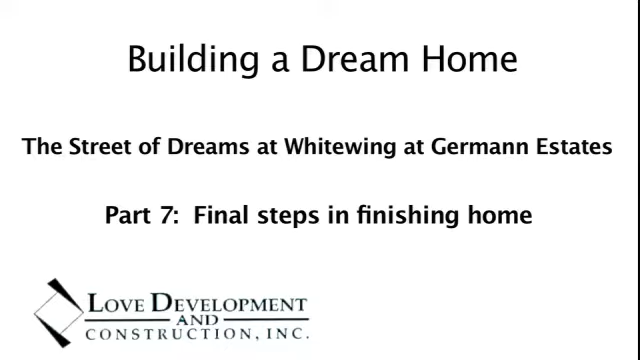 Building a Dream Home
The Street of Dreams at Whitewing at Germann Estates
Part 7: Final steps in finishing home
LOVE DEVELOPMENT
AND
CONSTRUCTION, INC.